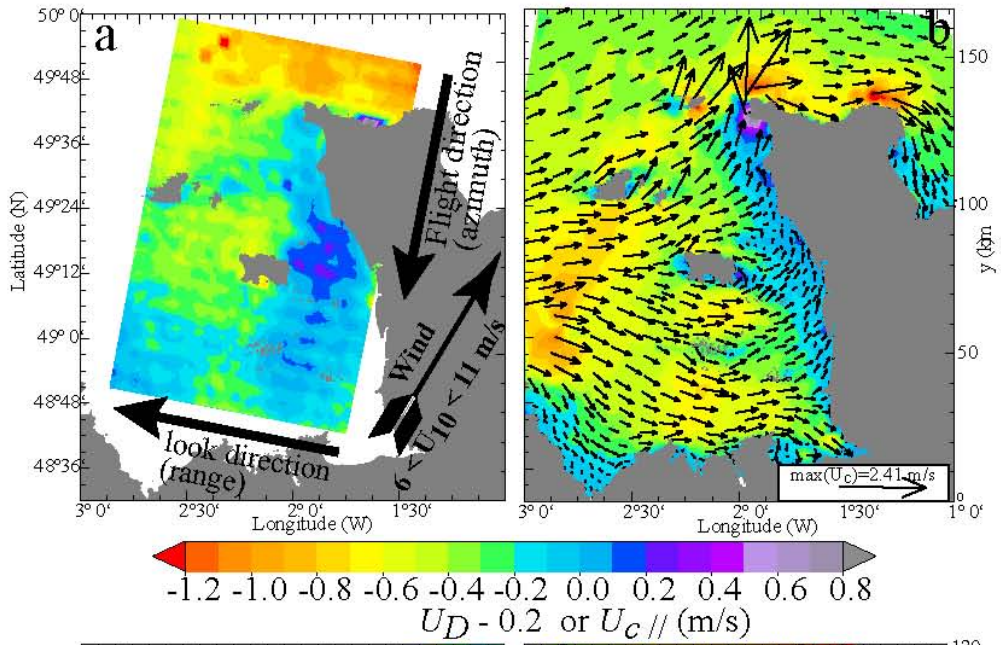 50° 0'
49° 48'
49° 36'
49° 24'
49° 12'
49° 0'
48° 48'
48° 36'
Latitude (N)
a
Flight direction
(azimuth)
Wind
6 < U10 < 11 m/s
look direction
(range)
3° 0' 2°30' 2° 0' 1°30'
Longitude (W)
b
150
100
50
0
y (km
max(Uc)=2.41 m/s
2°30' 2° 0' 1°30' 1° 0'
Longitude (W)
-1.2 -1.0 -0.8 -0.6 -0.4 -0.2 0.0 0.2 0.4 0.6 0.8
UD - 0.2 or Uc // (m/s)